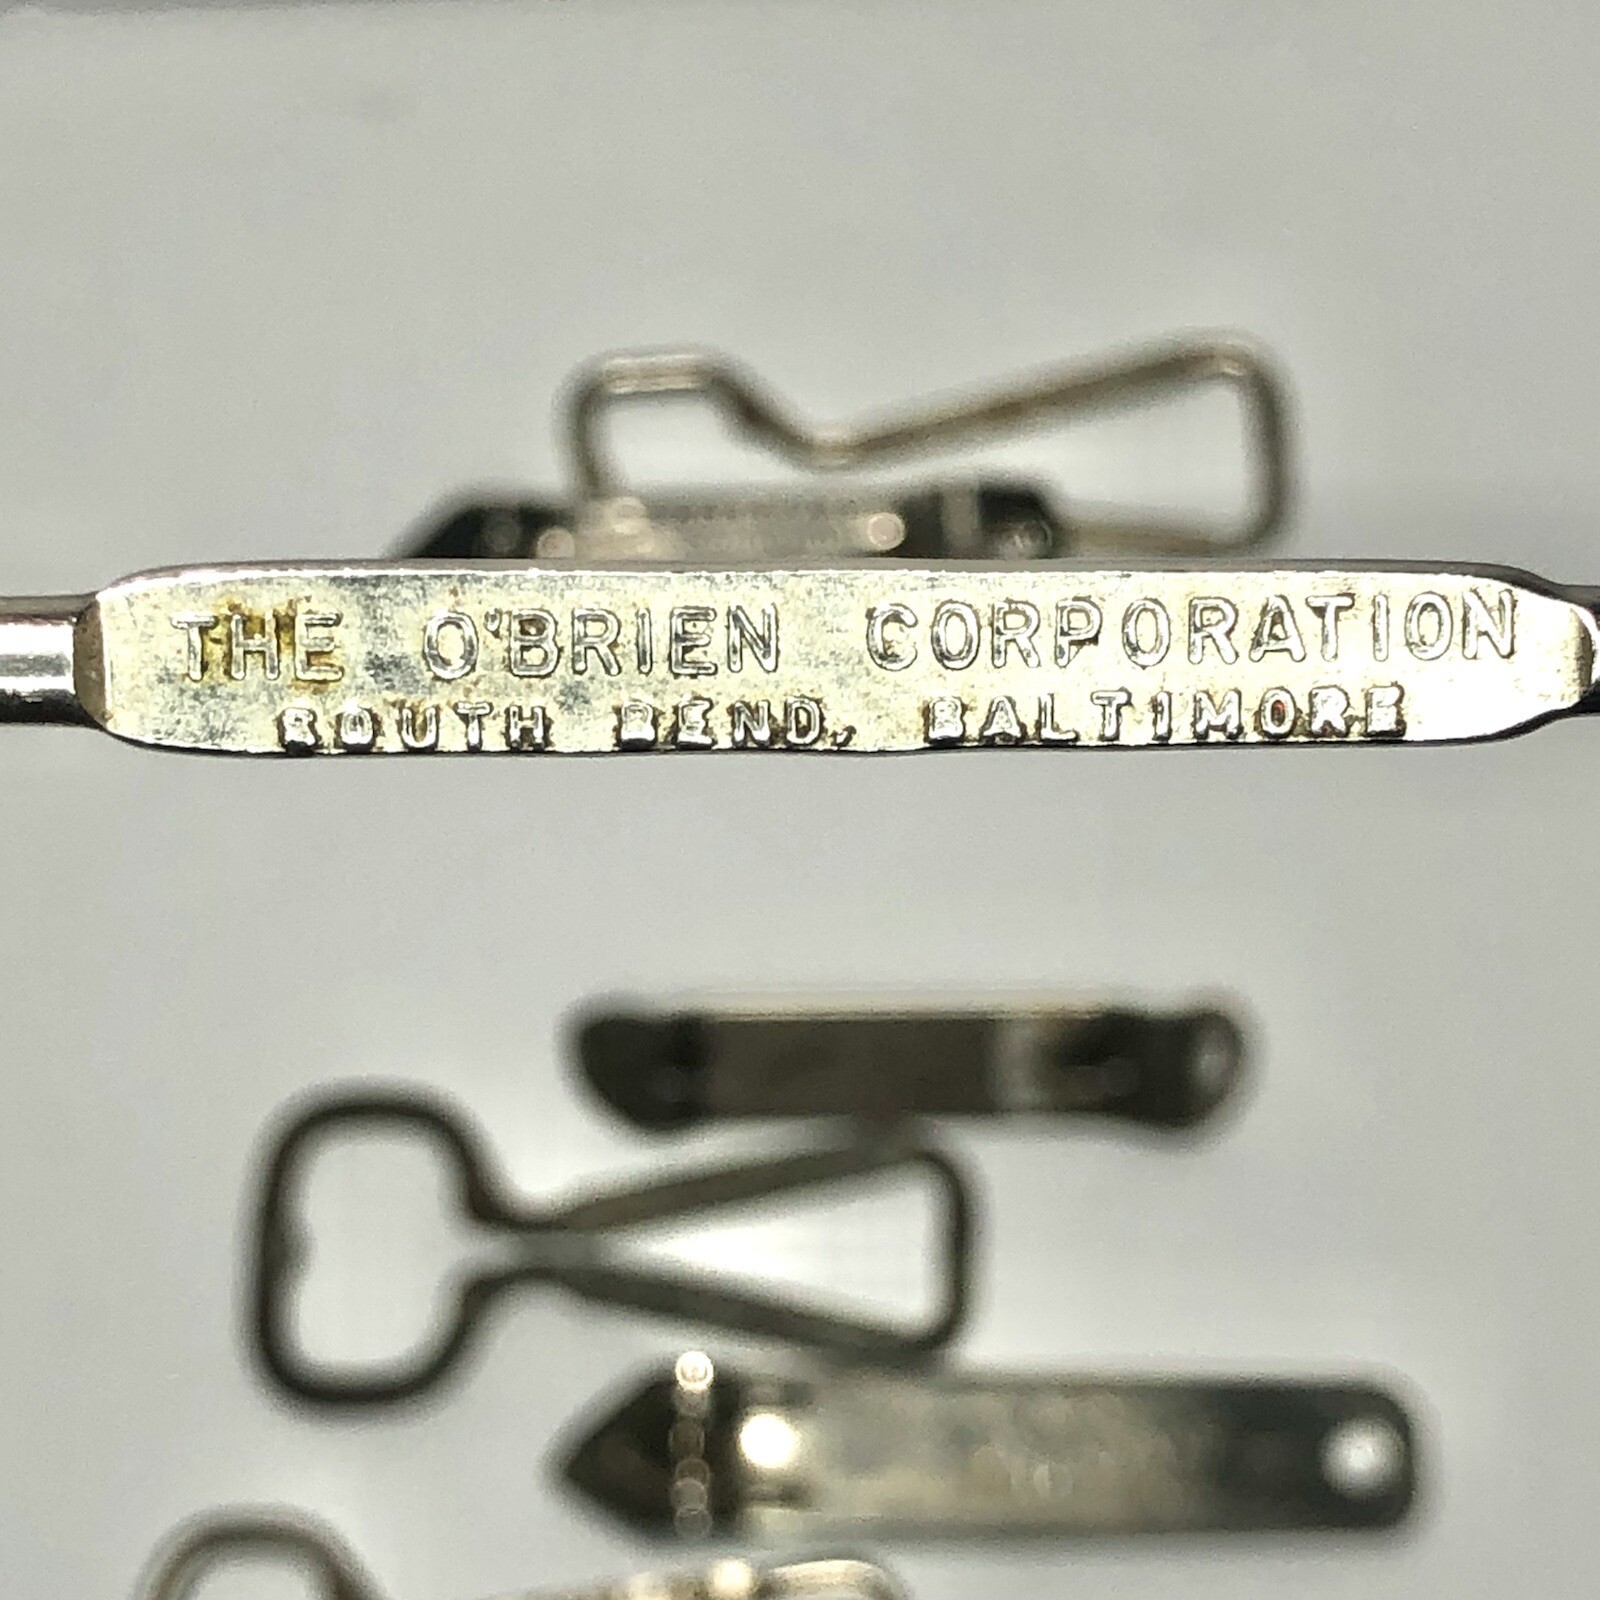 THE O'BRIEN CORPORATION
SOUTH BEND, BALTIMORE